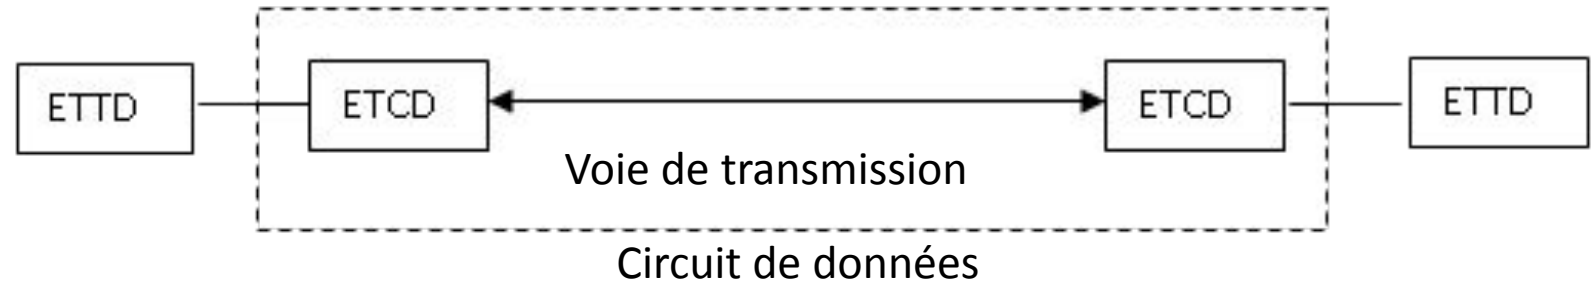 ETTD ETCD ETCD ETTD
Voie de transmission
Circuit de données